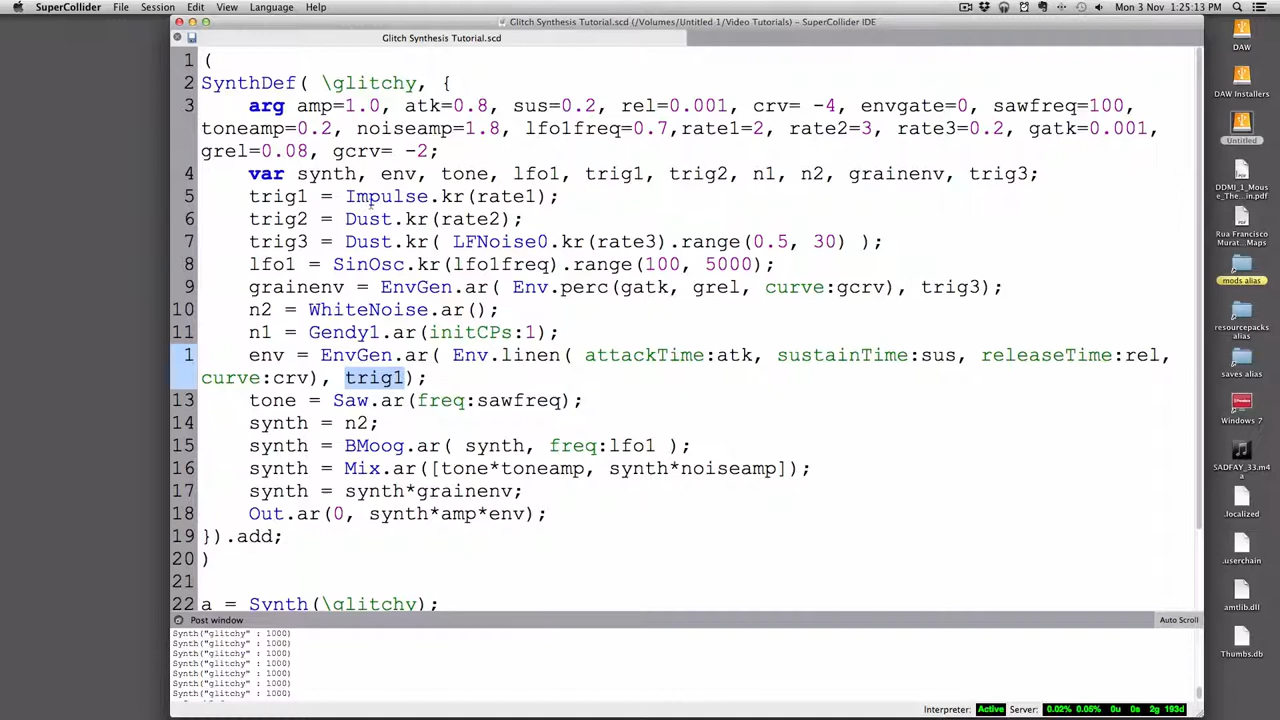 SuperCollider File Session Edit View Language Help
Mon 3 Nov 1:25:13 PM
Glitch Synthesis Tutorial.scd (/Volumes/Untitled 1/Video Tutorials) – SuperCollider IDE
Glitch Synthesis Tutorial.scd
1 (
2 SynthDef( \glitchy, {
3 arg amp=1.0, atk=0.8, sus=0.2, rel=0.001, crv= -4, envgate=0, sawfreq=100,
toneamp=0.2, noiseamp=1.8, lfo1freq=0.7,rate1=2, rate2=3, rate3=0.2, gatk=0.001,
grel=0.08, gcrv= -2;
4 var synth, env, tone, lfo1, trig1, trig2, n1, n2, grainenv, trig3;
5 trig1 = Impulse.kr(rate1);
6 trig2 = Dust.kr(rate2);
7 trig3 = Dust.kr( LFNoise0.kr(rate3).range(0.5, 30) );
8 lfo1 = SinOsc.kr(lfo1freq).range(100, 5000);
9 grainenv = EnvGen.ar( Env.perc(gatk, grel, curve:gcrv), trig3);
10 n2 = WhiteNoise.ar();
11 n1 = Gendy1.ar(initCPs:1);
1 env = EnvGen.ar( Env.linen( attackTime:atk, sustainTime:sus, releaseTime:rel,
curve:crv), trig1);
13 tone = Saw.ar(freq:sawfreq);
14 synth = n2;
15 synth = BMoog.ar( synth, freq:lfo1 );
16 synth = Mix.ar([tone*toneamp, synth*noiseamp]);
17 synth = synth*grainenv;
18 Out.ar(0, synth*amp*env);
19 }).add;
20 )
21
22 a = Synth(\glitchy);
Post window
Auto Scroll
Synth("glitchy" : 1000)
Synth("glitchy" : 1000)
Synth("glitchy" : 1000)
Synth("glitchy" : 1000)
Synth("glitchy" : 1000)
Synth("glitchy" : 1000)
Synth("glitchy" : 1000)
Interpreter: Active Server: 0.02% 0.05% 0u 0s 2g 193d
DAW
DAW Installers
Untitled
DDMI_1_Mouse_The...in.pdf
Rua Francisco
Murat...Maps
mods alias
resourcepacks
alias
saves alias
Windows 7
SADFAY_33.m4
a
.localized
.userchain
amtlib.dll
Thumbs.db